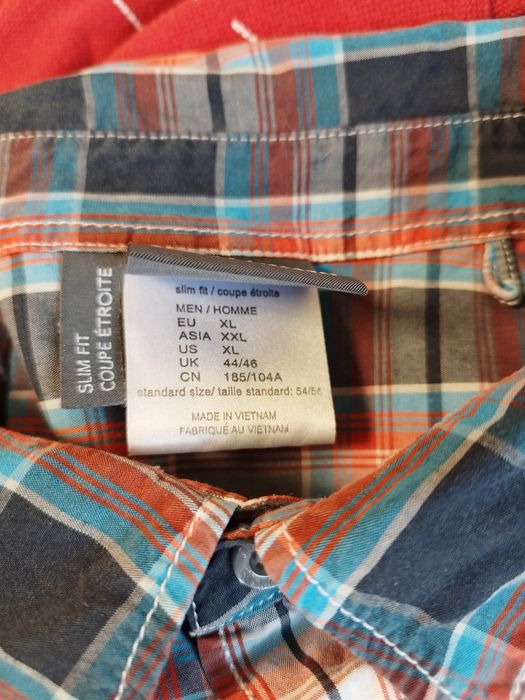 SLIM FIT
COUPE ÉTROITE
slim fit / coupe étroite
MEN / HOMME
EU XL
ASIA XXL
US XL
UK 44/46
CN 185/104A
standard size/ taille standard: 54/56
MADE IN VIETNAM
FABRIQUÉ AU VIETNAM